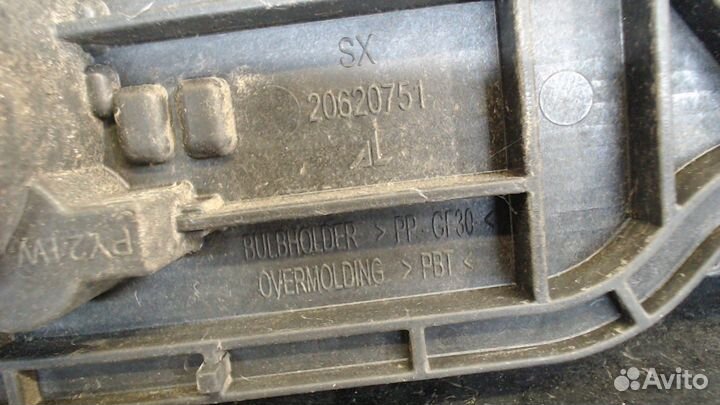 SX
20620751
PY21W
BULBHOLDER > PP - GF30 <
OVERMOLDING > PBT <
Avito